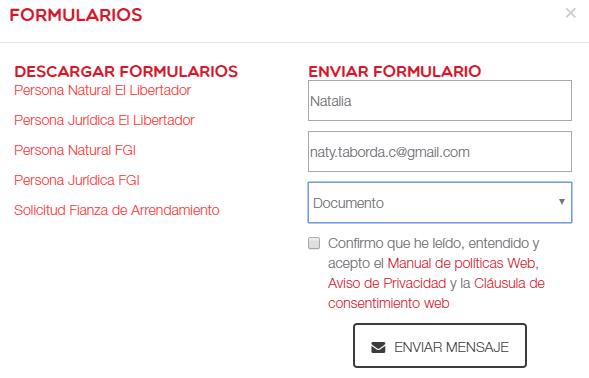 FORMULARIOS
×
DESCARGAR FORMULARIOS
Persona Natural El Libertador
Persona Jurídica El Libertador
Persona Natural FGI
Persona Jurídica FGI
Solicitud Fianza de Arrendamiento
ENVIAR FORMULARIO
Natalia
naty.taborda.c@gmail.com
Documento
Confirmo que he leído, entendido y
acepto el Manual de políticas Web,
Aviso de Privacidad y la Cláusula de
consentimiento web
ENVIAR MENSAJE